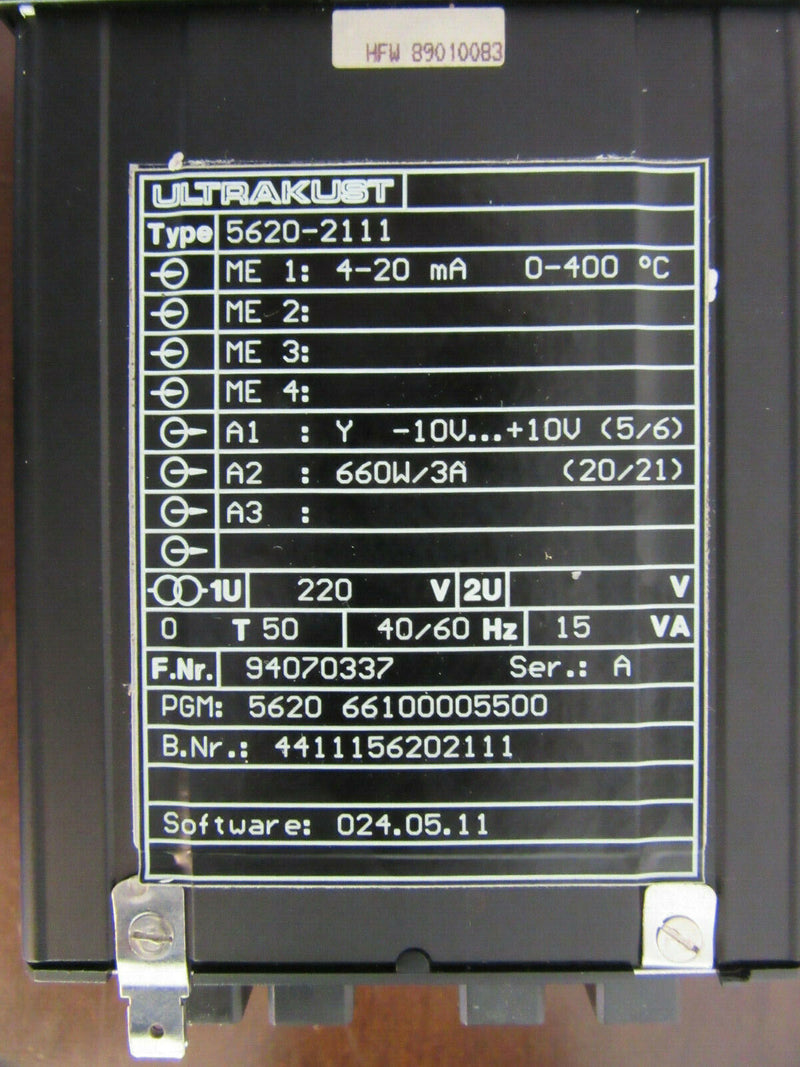 HFW 89010083
ULTRAKUST
Type 5620-2111
ME 1: 4-20 mA 0-400 °C
ME 2:
ME 3:
ME 4:
A1 : Y -10V...+10V (5/6)
A2 : 660W/3A (20/21)
A3 :
1U 220 V 2U V
0 T 50 40/60 Hz 15 VA
F.Nr. 94070337 Ser.: A
PGM: 5620 66100005500
B.Nr.: 4411156202111
Software: 024.05.11